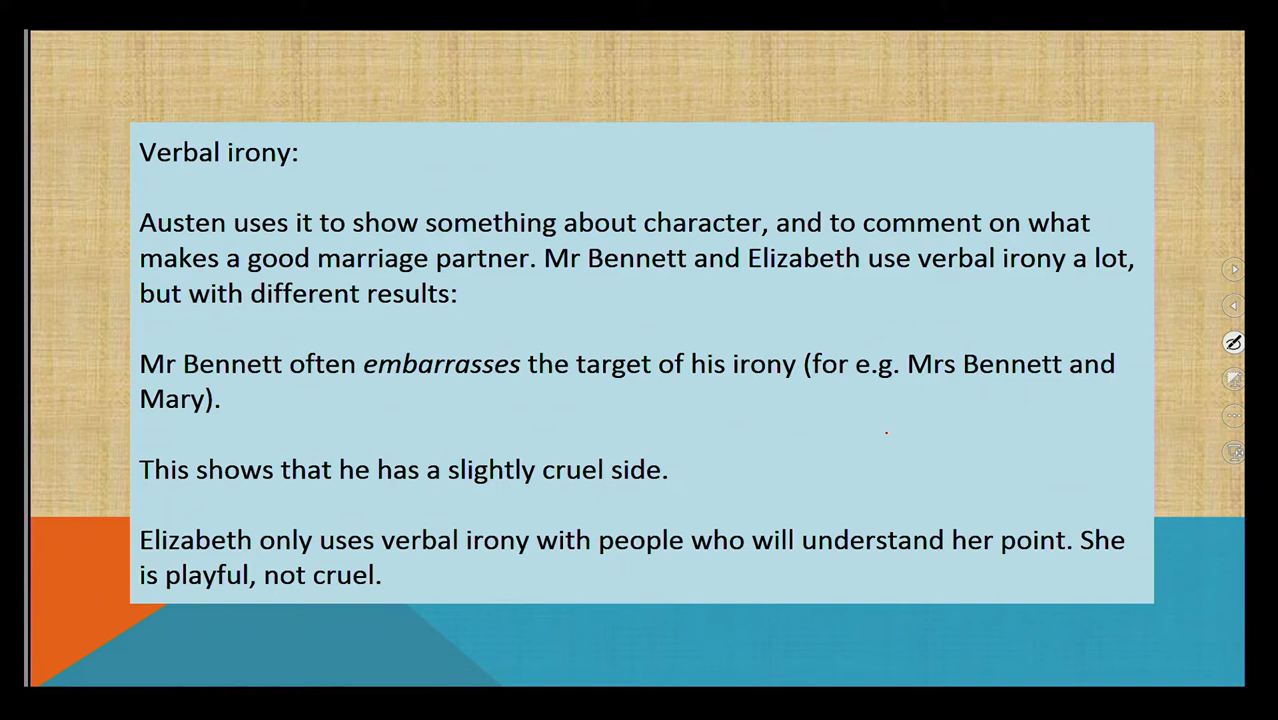 Verbal irony:
Austen uses it to show something about character, and to comment on what
makes a good marriage partner. Mr Bennett and Elizabeth use verbal irony a lot,
but with different results:
Mr Bennett often embarrasses the target of his irony (for e.g. Mrs Bennett and
Mary).
This shows that he has a slightly cruel side.
Elizabeth only uses verbal irony with people who will understand her point. She
is playful, not cruel.